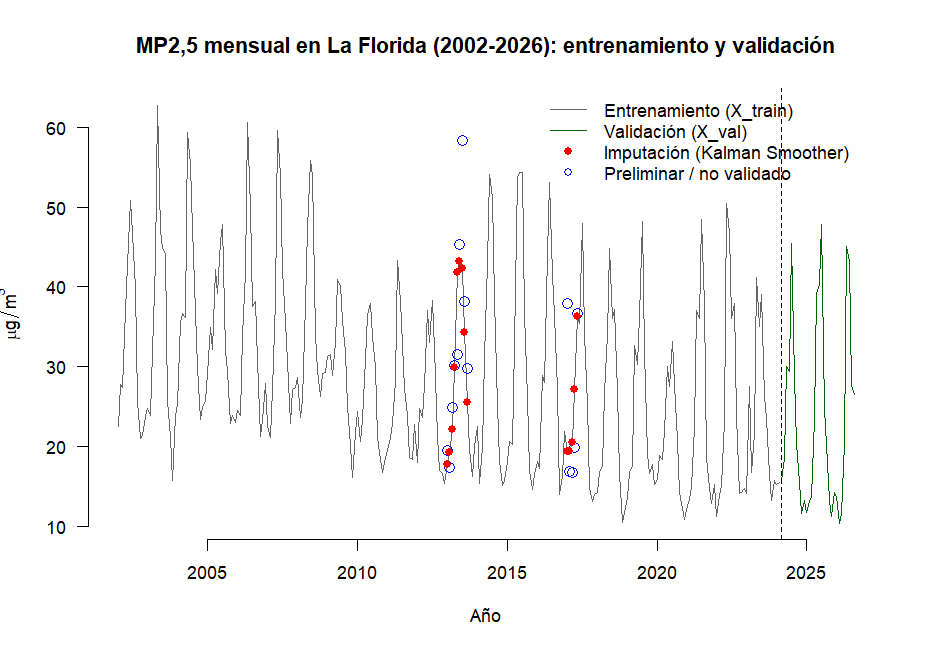 MP2,5 mensual en La Florida (2002-2026): entrenamiento y validación
Entrenamiento (X_train)
Validación (X_val)
Imputación (Kalman Smoother)
Preliminar / no validado
μg/m³
60
50
40
30
20
10
2005
2010
2015
2020
2025
Año